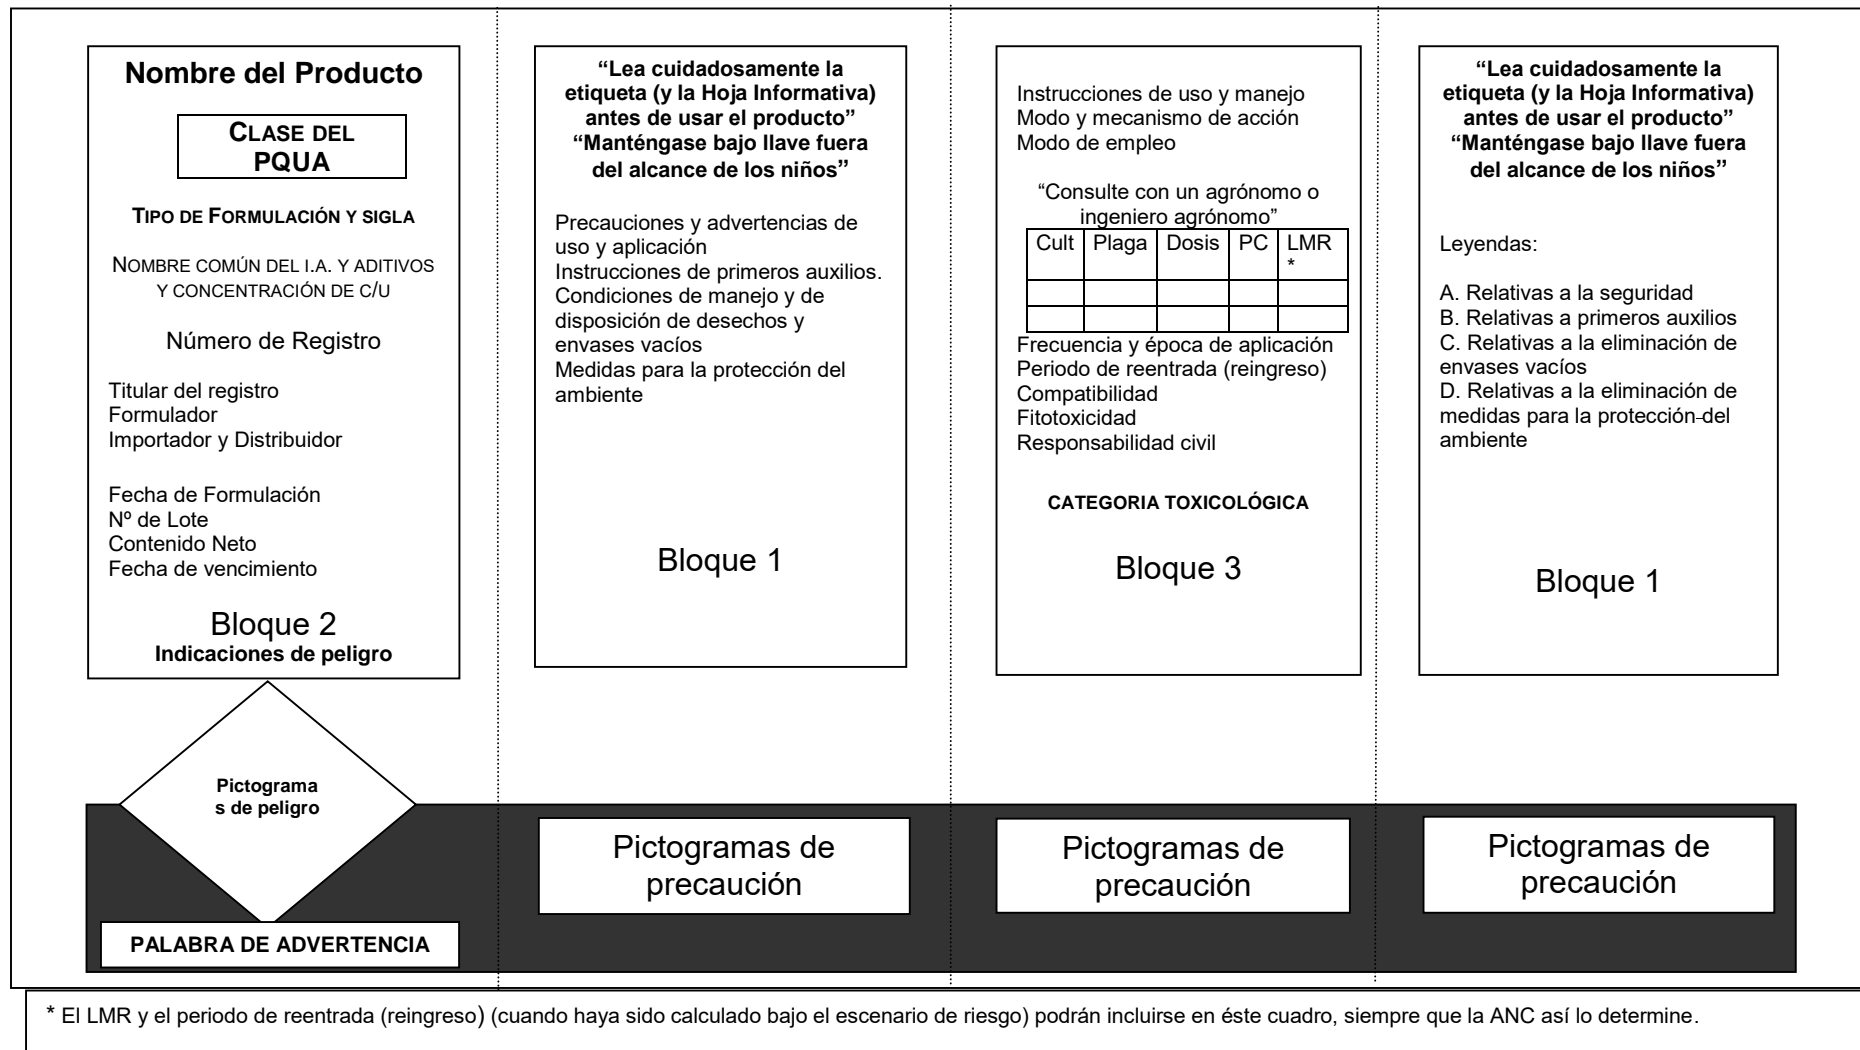 Nombre del Producto
CLASE DEL
PQUA
TIPO DE FORMULACIÓN Y SIGLA
NOMBRE COMÚN DEL I.A. Y ADITIVOS
Y CONCENTRACIÓN DE C/U
Número de Registro
Titular del registro
Formulador
Importador y Distribuidor
Fecha de Formulación
Nº de Lote
Contenido Neto
Fecha de vencimiento
Bloque 2
Indicaciones de peligro
Pictograma
s de peligro
PALABRA DE ADVERTENCIA
“Lea cuidadosamente la
etiqueta (y la Hoja Informativa)
antes de usar el producto”
“Manténgase bajo llave fuera
del alcance de los niños”
Precauciones y advertencias de
uso y aplicación
Instrucciones de primeros auxilios.
Condiciones de manejo y de
disposición de desechos y
envases vacíos
Medidas para la protección del
ambiente
Bloque 1
Pictogramas de
precaución
Instrucciones de uso y manejo
Modo y mecanismo de acción
Modo de empleo
“Consulte con un agrónomo o
ingeniero agrónomo”
Cult Plaga Dosis PC LMR
*
Frecuencia y época de aplicación
Periodo de reentrada (reingreso)
Compatibilidad
Fitotoxicidad
Responsabilidad civil
CATEGORIA TOXICOLÓGICA
Bloque 3
Pictogramas de
precaución
“Lea cuidadosamente la
etiqueta (y la Hoja Informativa)
antes de usar el producto”
“Manténgase bajo llave fuera
del alcance de los niños”
Leyendas:
A. Relativas a la seguridad
B. Relativas a primeros auxilios
C. Relativas a la eliminación de
envases vacíos
D. Relativas a la eliminación de
medidas para la protección-del
ambiente
Bloque 1
Pictogramas de
precaución
* El LMR y el periodo de reentrada (reingreso) (cuando haya sido calculado bajo el escenario de riesgo) podrán incluirse en éste cuadro, siempre que la ANC así lo determine.